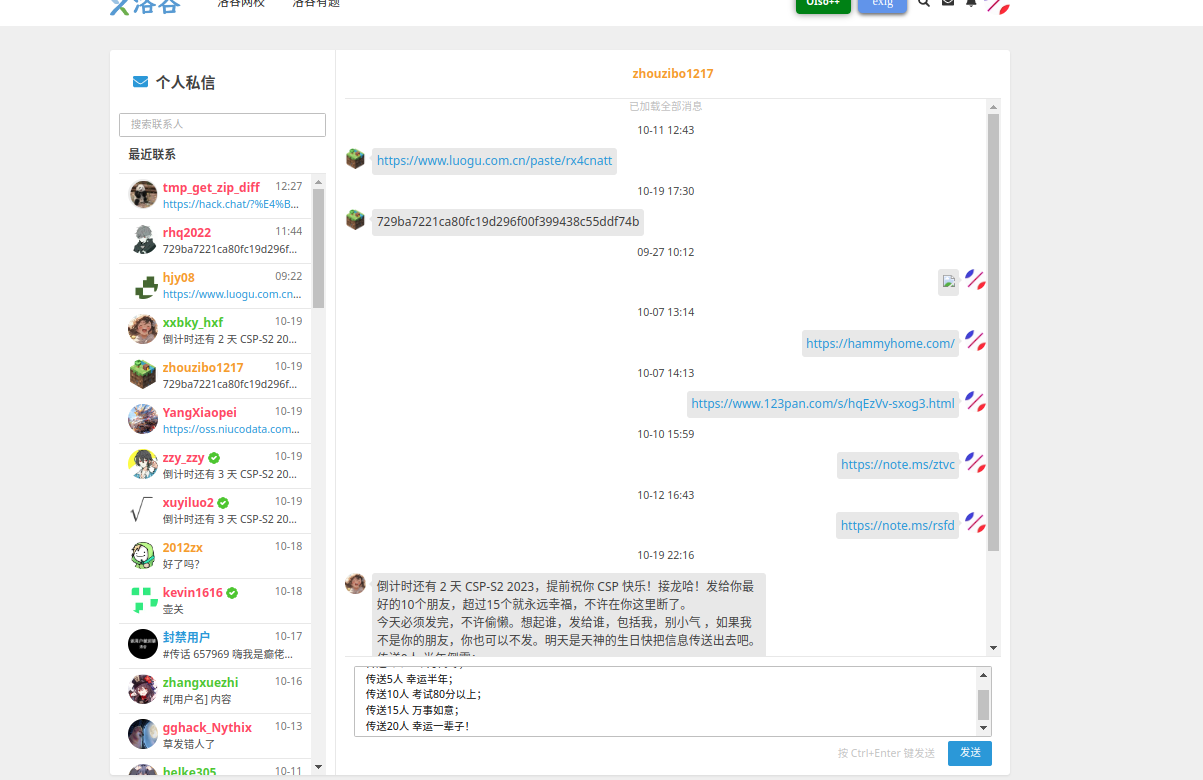 洛谷
洛谷网校
洛谷有题
Olso++
exlg
个人私信
搜索联系人
最近联系
tmp_get_zip_diff
12:27
https://hack.chat/?%E4%B...
rhq2022
11:44
729ba7221ca80fc19d296f...
hjy08
09:22
https://www.luogu.com.cn...
xxbky_hxf
10-19
倒计时还有 2 天 CSP-S2 20...
zhouzibo1217
10-19
729ba7221ca80fc19d296f...
YangXiaopei
10-19
https://oss.niucodata.com...
zzy_zzy
10-19
倒计时还有 3 天 CSP-S2 20...
xuyiluo2
10-19
倒计时还有 3 天 CSP-S2 20...
2012zx
10-18
好了吗？
kevin1616
10-18
壶关
封禁用户
10-17
#传话 657969 嗨我是癫佬...
zhangxuezhi
10-16
#[用户名] 内容
gghack_Nythix
10-13
草发错人了
helke305
10-11
zhouzibo1217
已加载全部消息
10-11 12:43
https://www.luogu.com.cn/paste/rx4cnatt
10-19 17:30
729ba7221ca80fc19d296f00f399438c55ddf74b
09-27 10:12
10-07 13:14
https://hammyhome.com/
10-07 14:13
https://www.123pan.com/s/hqEzVv-sxog3.html
10-10 15:59
https://note.ms/ztvc
10-12 16:43
https://note.ms/rsfd
10-19 22:16
倒计时还有 2 天 CSP-S2 2023，提前祝你 CSP 快乐！接龙哈！发给你最
好的10个朋友，超过15个就永远幸福，不许在你这里断了。
今天必须发完，不许偷懒。想起谁，发给谁，包括我，别小气 ，如果我
不是你的朋友，你也可以不发。明天是天神的生日快把信息传送出去吧。
传送5人 幸运半年；
传送10人 考试80分以上；
传送15人 万事如意；
传送20人 幸运一辈子！
按 Ctrl+Enter 键发送
发送